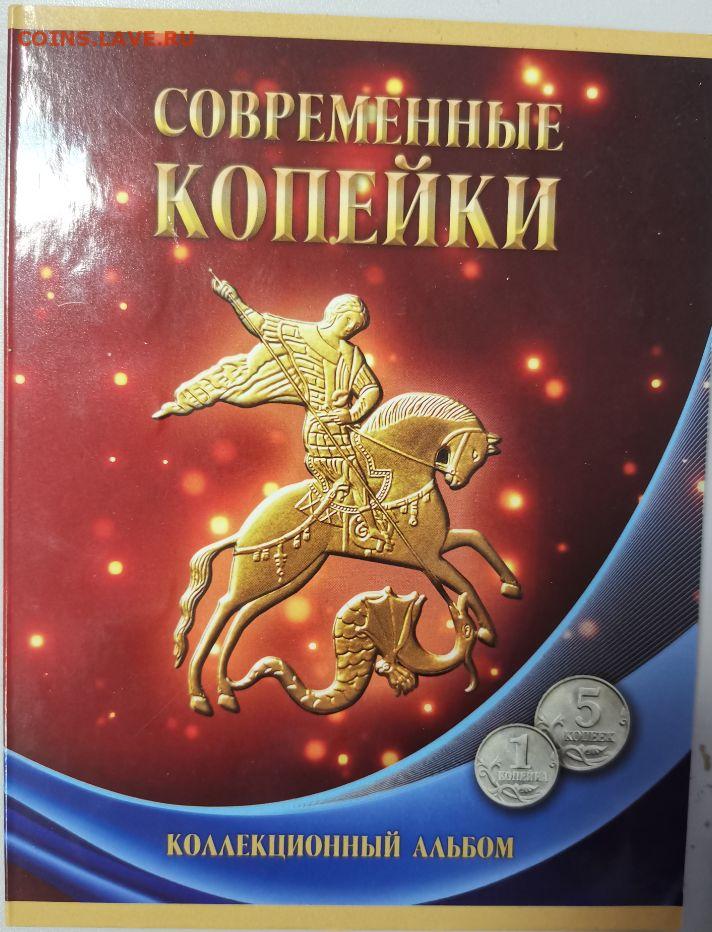 COINS.LAVE.RU
СОВРЕМЕННЫЕ
КОПЕЙКИ
5
КОПЕЕК
1
КОПЕЙКА
КОЛЛЕКЦИОННЫЙ АЛЬБОМ